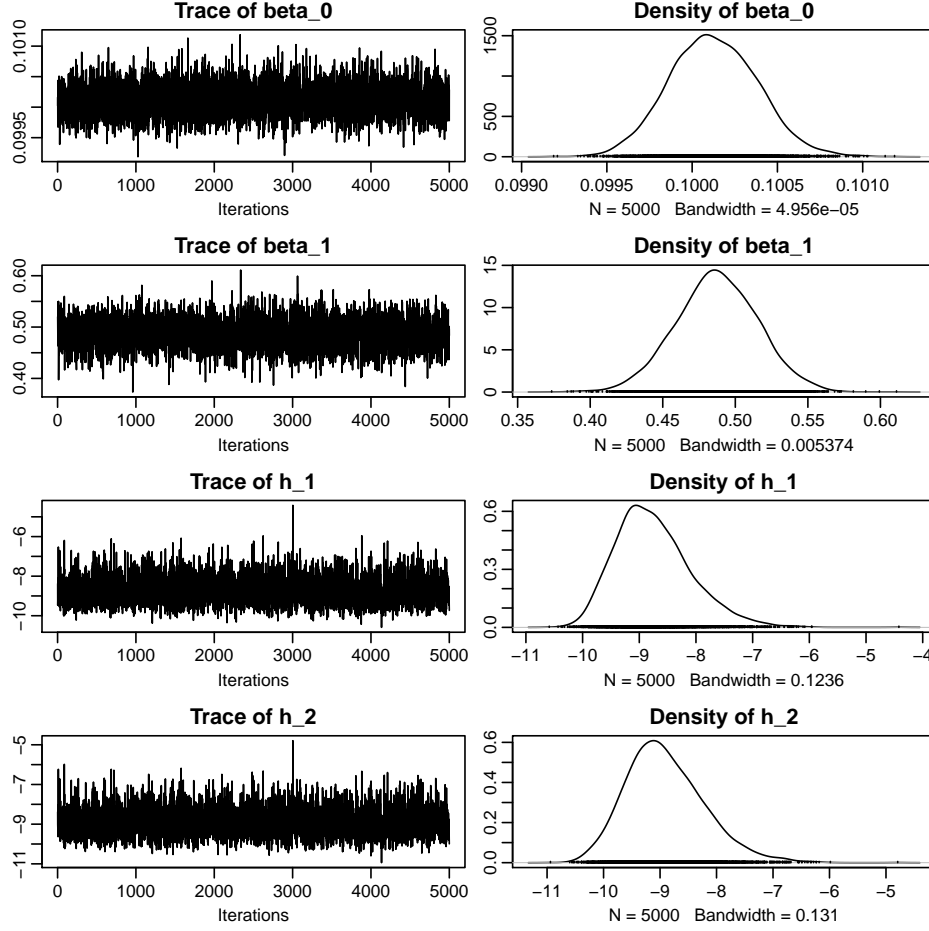 Trace of beta_0
0.0995 0.1010
0 1000 2000 3000 4000 5000
Iterations
Density of beta_0
0 500 1500
0.0990 0.0995 0.1000 0.1005 0.1010
N = 5000 Bandwidth = 4.956e−05
Trace of beta_1
0.40 0.50 0.60
0 1000 2000 3000 4000 5000
Iterations
Density of beta_1
0 5 10 15
0.35 0.40 0.45 0.50 0.55 0.60
N = 5000 Bandwidth = 0.005374
Trace of h_1
−10 −8 −6
0 1000 2000 3000 4000 5000
Iterations
Density of h_1
0.0 0.3 0.6
−11 −10 −9 −8 −7 −6 −5 −4
N = 5000 Bandwidth = 0.1236
Trace of h_2
−11 −9 −7 −5
0 1000 2000 3000 4000 5000
Iterations
Density of h_2
0.0 0.2 0.4 0.6
−11 −10 −9 −8 −7 −6 −5
N = 5000 Bandwidth = 0.131